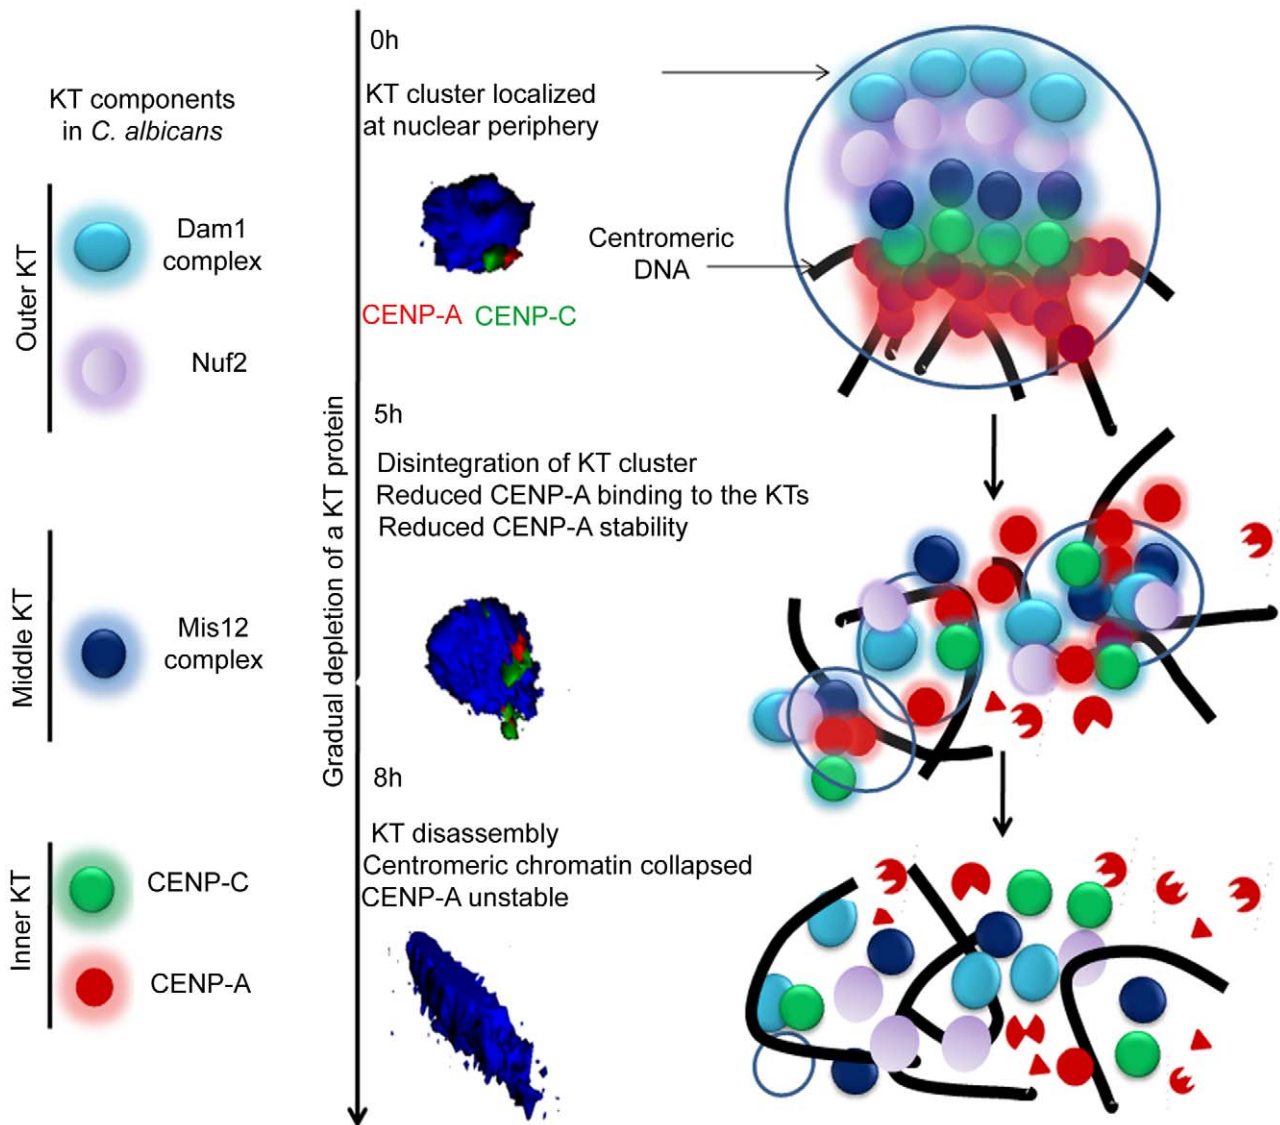 KT components
in C. albicans
Outer KT
Dam1
complex
Nuf2
Middle KT
Mis12
complex
Inner KT
CENP-C
CENP-A
Gradual depletion of a KT protein
0h
KT cluster localized
at nuclear periphery
CENP-A CENP-C
Centromeric
DNA
5h
Disintegration of KT cluster
Reduced CENP-A binding to the KTs
Reduced CENP-A stability
8h
KT disassembly
Centromeric chromatin collapsed
CENP-A unstable